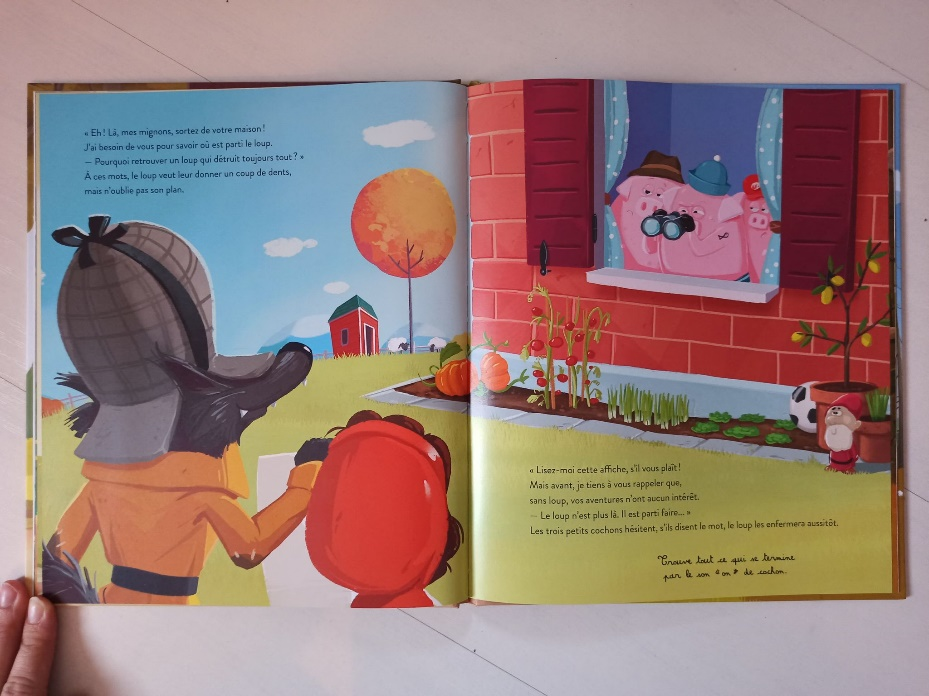 « Eh ! Là, mes mignons, sortez de votre maison !
J'ai besoin de vous pour savoir où est parti le loup.
— Pourquoi retrouver un loup qui détruit toujours tout ? »
À ces mots, le loup veut leur donner un coup de dents,
mais n'oublie pas son plan.
« Lisez-moi cette affiche, s'il vous plaît !
Mais avant, je tiens à vous rappeler que,
sans loup, vos aventures n'ont aucun intérêt.
— Le loup n'est plus là. Il est parti faire... »
Les trois petits cochons hésitent, s'ils disent le mot, le loup les enfermera aussitôt.
Trouve tout ce qui se termine
par le son "on" de cochon.